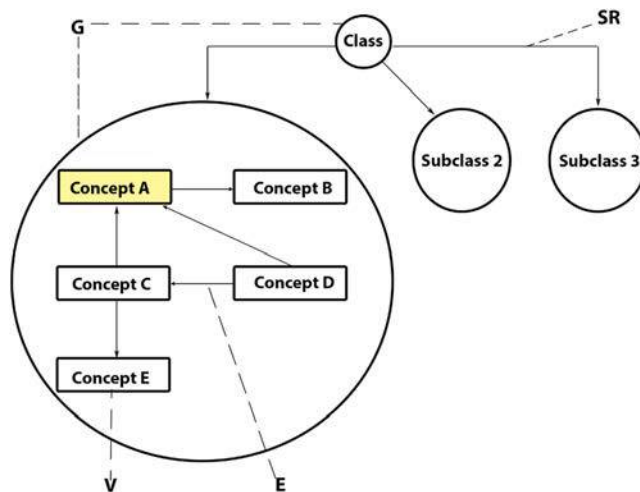 SR
G
Class
Subclass 2
Subclass 3
Concept A
Concept B
Concept C
Concept D
Concept E
V
E